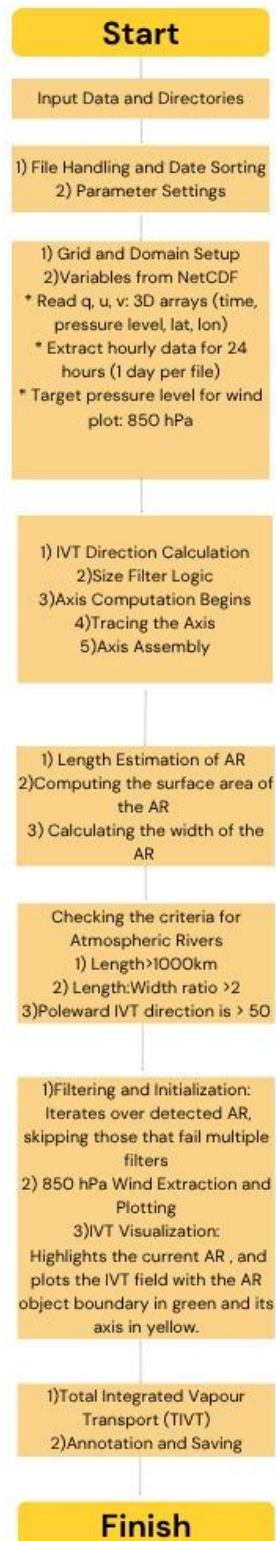 Start
Input Data and Directories
1) File Handling and Date Sorting
2) Parameter Settings
1) Grid and Domain Setup
2)Variables from NetCDF
* Read q, u, v: 3D arrays (time,
pressure level, lat, lon)
* Extract hourly data for 24
hours (1 day per file)
* Target pressure level for wind
plot: 850 hPa
1) IVT Direction Calculation
2)Size Filter Logic
3)Axis Computation Begins
4)Tracing the Axis
5)Axis Assembly
1) Length Estimation of AR
2)Computing the surface area of
the AR
3) Calculating the width of the
AR
Checking the criteria for
Atmospheric Rivers
1) Length>1000km
2) Length:Width ratio >2
3)Poleward IVT direction is > 50
1)Filtering and Initialization:
Iterates over detected AR,
skipping those that fail multiple
filters
2) 850 hPa Wind Extraction and
Plotting
3)IVT Visualization:
Highlights the current AR , and
plots the IVT field with the AR
object boundary in green and its
axis in yellow.
1)Total Integrated Vapour
Transport (TIVT)
2)Annotation and Saving
Finish